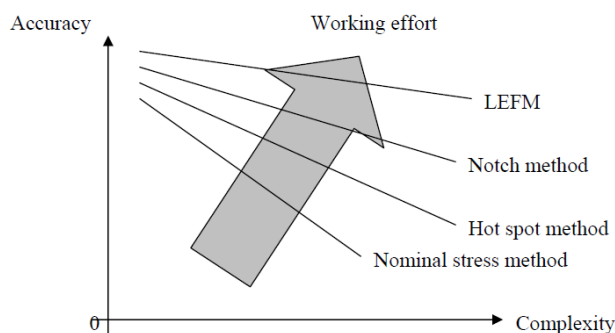 Accuracy
Working effort
LEFM
Notch method
Hot spot method
Nominal stress method
0
Complexity